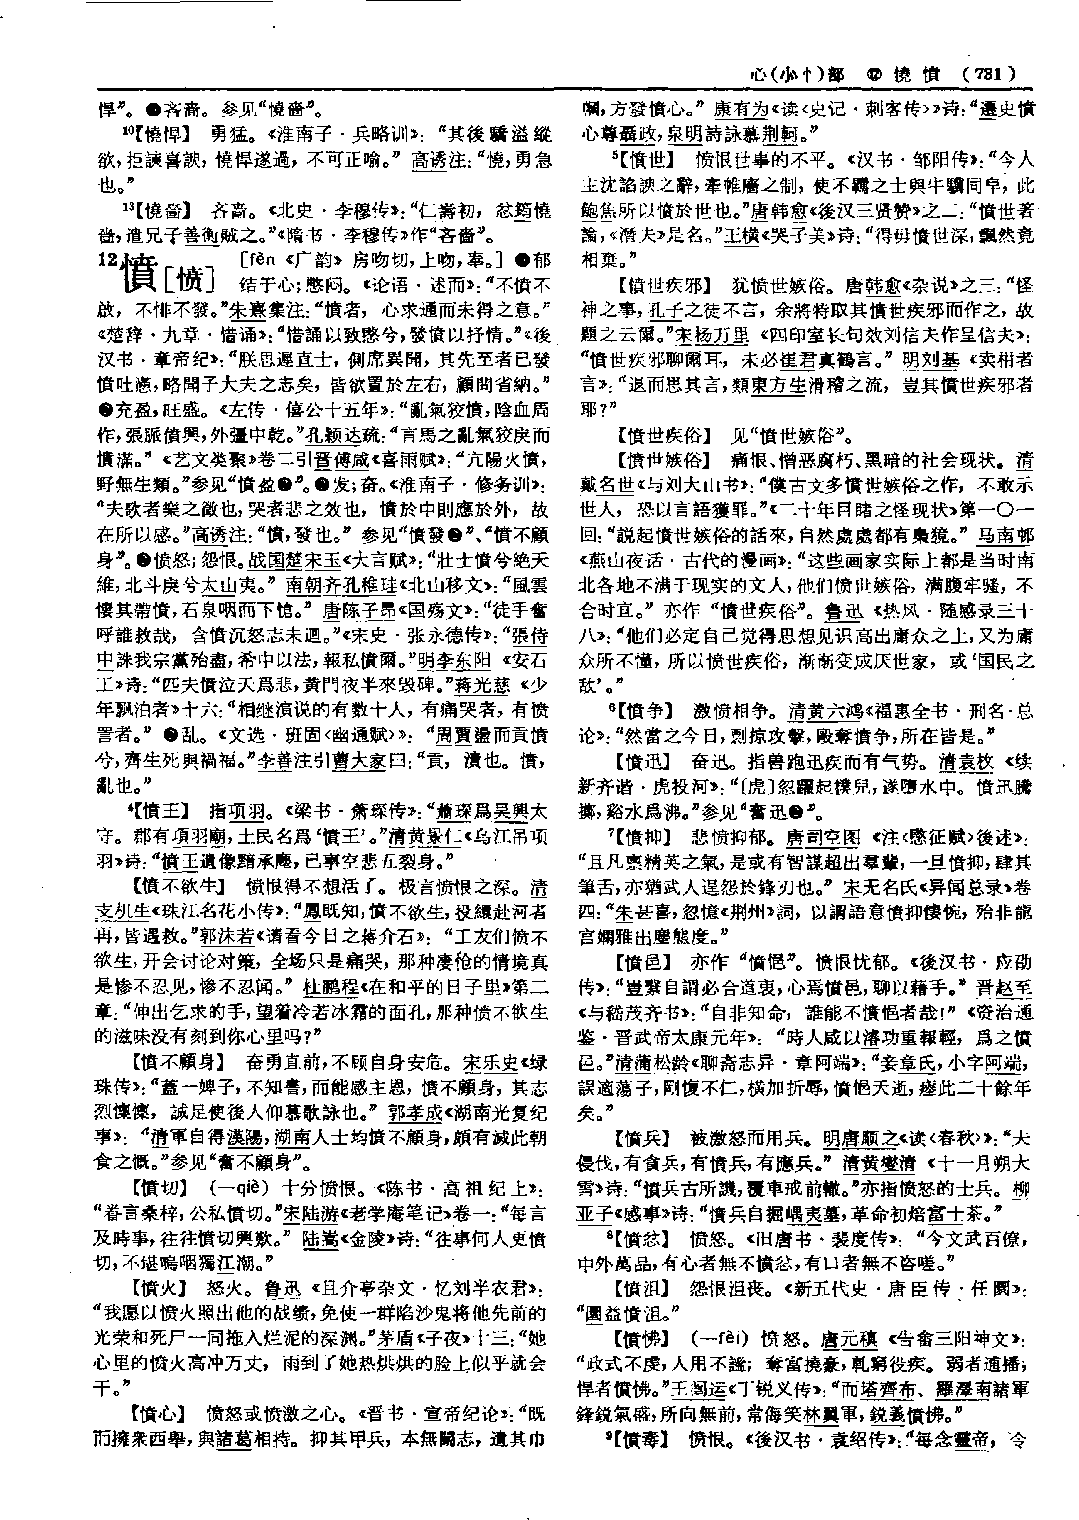 心(小忄)部 ⑫ 憢 憤 (731)
悍”。●吝啬。参见“憢嗇”。
10【憢悍】 勇猛。《淮南子·兵略训》：“其後驕溢縱
欲，拒諫喜諛，憢悍遂過，不可正喻。”高诱注：“憢，勇急
也。”
13【憢嗇】 吝啬。《北史·李穆传》：“仁壽初，忿筠憢
嗇，遣兄子善衡贼之。”《隋书·李穆传》作“吝嗇”。
12憤[愤] [fèn 《广韵》房吻切，上吻，奉。] ●郁
结于心；憋闷。《论语·述而》：“不憤不
啟，不悱不發。”朱熹集注：“憤者，心求通而未得之意。”
《楚辞·九章·惜诵》：“惜誦以致愍兮，發憤以抒情。”《後
汉书·章帝纪》：“朕思遲直士，側席異聞，其先至者已發
憤吐懣，略聞子大夫之志矣，皆欲置於左右，顧問省納。”
●充盈，旺盛。《左传·僖公十五年》：“亂氣狡憤，陰血周
作，張脈僨興，外彊中乾。”孔颖达疏：“言馬之亂氣狡戾而
憤滿。”《艺文类聚》卷二引晋傅咸《喜雨赋》：“亢陽火憤，
野無生類。”参见“憤盈●”。●发；奋。《淮南子·修务训》：
“夫歌者樂之徵也，哭者悲之效也，憤於中則應於外，故
在所以感。”高诱注：“憤，發也。”参见“憤發●”、“憤不顧
身”。●愤怒；怨恨。战国楚宋玉《大言赋》：“壯士憤兮絶天
維，北斗戾兮太山夷。”南朝齐孔稚珪《北山移文》：“風雲
悽其帶憤，石泉咽而下愴。”唐陈子昂《国殇文》：“徒手奮
呼誰救哉，含憤沉怒志未迴。”《宋史·张永德传》：“張侍
中誅我宗黨殆盡，希中以法，報私憤爾。”明李东阳《安石
工》诗：“匹夫憤泣天爲悲，黄門夜半來毁碑。”蒋光慈《少
年飘泊者》十六：“相继演说的有数十人，有痛哭者，有愤
詈者。”●乱。《文选·班固〈幽通赋〉》：“周賈盪而貢憤
兮，齊生死與禍福。”李善注引曹大家曰：“貢，潰也。憤，
亂也。”
4【憤王】 指项羽。《梁书·萧琛传》：“蕭琛爲吴興太
守。郡有項羽廟，土民名爲‘憤王’。”清黄景仁《乌江吊项
羽》诗：“憤王遺像黯承塵，已事空悲五裂身。”
【憤不欲生】 愤恨得不想活了。极言愤恨之深。清
支机生《珠江名花小传》：“鳳既知，憤不欲生，投繯赴河者
再，皆遇救。”郭沫若《请看今日之蒋介石》：“工友们愤不
欲生，开会讨论对策，全场只是痛哭，那种凄怆的情境真
是惨不忍见，惨不忍闻。”杜鹏程《在和平的日子里》第二
章：“伸出乞求的手，望着冷若冰霜的面孔，那种愤不欲生
的滋味没有刻到你心里吗？”
【憤不顧身】 奋勇直前，不顾自身安危。宋乐史《绿
珠传》：“蓋一婢子，不知書，而能感主恩，憤不顧身，其志
烈懍懍，誠足使後人仰慕歌詠也。”郭孝成《湖南光复纪
事》：“清軍自得漢陽，湖南人士均憤不顧身，頗有滅此朝
食之慨。”参见“奮不顧身”。
【憤切】 (—qiè) 十分愤恨。《陈书·高祖纪上》：
“眷言桑梓，公私憤切。”宋陆游《老学庵笔记》卷一：“每言
及時事，往往憤切興歎。”陆嵩《金陵》诗：“往事何人更憤
切，不堪嗚咽獨江潮。”
【憤火】 怒火。鲁迅《且介亭杂文·忆刘半农君》：
“我愿以愤火照出他的战绩，免使一群陷沙鬼将他先前的
光荣和死尸一同拖入烂泥的深渊。”茅盾《子夜》十三：“她
心里的愤火高冲万丈，雨到了她热烘烘的脸上似乎就会
干。”
【憤心】 愤怒或愤激之心。《晋书·宣帝纪论》：“既
而擁衆西舉，與諸葛相持。抑其甲兵，本無鬭志，遺其巾
幗，方發憤心。”康有为《读〈史记·刺客传〉》诗：“遷史憤
心尊聶政，泉明詩詠慕荆軻。”
5【憤世】 愤恨世事的不平。《汉书·邹阳传》：“今人
主沈諂諛之辭，牽帷廧之制，使不羈之士與牛驥同皁，此
鮑焦所以憤於世也。”唐韩愈《後汉三贤赞》之二：“憤世著
論，《潛夫》是名。”王横《哭子美》诗：“得毋憤世深，飄然竟
相棄。”
【憤世疾邪】 犹愤世嫉俗。唐韩愈《杂说》之三：“怪
神之事，孔子之徒不言，余將特取其憤世疾邪而作之，故
題之云爾。”宋杨万里《四印室长句效刘信夫作呈信夫》：
“憤世疾邪聊爾耳，未必崔君真鶴言。”明刘基《卖柑者
言》：“退而思其言，類東方生滑稽之流，豈其憤世疾邪者
耶？”
【憤世疾俗】 见“憤世嫉俗”。
【憤世嫉俗】 痛恨、憎恶腐朽、黑暗的社会现状。清
戴名世《与刘大山书》：“僕古文多憤世嫉俗之作，不敢示
世人，恐以言語獲罪。”《二十年目睹之怪现状》第一〇一
回：“説起憤世嫉俗的話來，自然處處都有梟獍。”马南邨
《燕山夜话·古代的漫画》：“这些画家实际上都是当时南
北各地不满于现实的文人，他们愤世嫉俗，满腹牢骚，不
合时宜。”亦作“憤世疾俗”。鲁迅《热风·随感录三十
八》：“他们必定自己觉得思想见识高出庸众之上，又为庸
众所不懂，所以愤世疾俗，渐渐变成厌世家，或‘国民之
敌’。”
6【憤争】 激愤相争。清黄六鸿《福惠全书·刑名·总
论》：“然當之今日，剽掠攻擊，毆奪憤争，所在皆是。”
【憤迅】 奋迅。指兽跑迅疾而有气势。清袁枚《续
新齐谐·虎投河》：“〔虎〕忽躍起撲兒，遂墮水中。憤迅騰
擲，谿水爲沸。”参见“奮迅●”。
7【憤抑】 悲愤抑郁。唐司空图《注〈愍征赋〉後述》：
“且凡禀精英之氣，是或有智謀超出羣輩，一旦憤抑，肆其
筆舌，亦猶武人逞怨於鋒刃也。”宋无名氏《异闻总录》卷
四：“朱甚喜，忽憶《荆州》詞，以謂語意憤抑悽惋，殆非龍
宫嫻雅出塵態度。”
【憤邑】 亦作“憤悒”。愤恨忧郁。《後汉书·应劭
传》：“豈繄自謂必合道衷，心焉憤邑，聊以藉手。”晋赵至
《与嵇茂齐书》：“自非知命，誰能不憤悒者哉！”《资治通
鉴·晋武帝太康元年》：“時人咸以濬功重報輕，爲之憤
邑。”清蒲松龄《聊斋志异·章阿端》：“妾章氏，小字阿端，
誤適蕩子，剛愎不仁，横加折辱，憤悒夭逝，瘗此二十餘年
矣。”
【憤兵】 被激怒而用兵。明唐顺之《读〈春秋〉》：“大
侵伐，有貪兵，有憤兵，有應兵。”清黄燮清《十一月朔大
雪》诗：“憤兵古所譏，覆車戒前轍。”亦指愤怒的士兵。柳
亚子《感事》诗：“憤兵自掘嵎夷墓，革命初焙富士茶。”
8【憤忿】 愤怒。《旧唐书·裴度传》：“今文武百僚，
中外萬品，有心者無不憤忿，有口者無不咨嗟。”
【憤沮】 怨恨沮丧。《新五代史·唐臣传·任圜》：
“圜益憤沮。”
【憤怫】 (—fèi) 愤怒。唐元稹《告畬三阳神文》：
“政式不虔，人用不謐；奪富撓豪，乹窮役疾。弱者逋播；
悍者憤怫。”王闿运《丁锐义传》：“而塔齊布、羅澤南諸軍
鋒鋭氣盛，所向無前，常侮笑林翼軍，鋭義憤怫。”
9【憤毒】 愤恨。《後汉书·袁绍传》：“每念靈帝，令